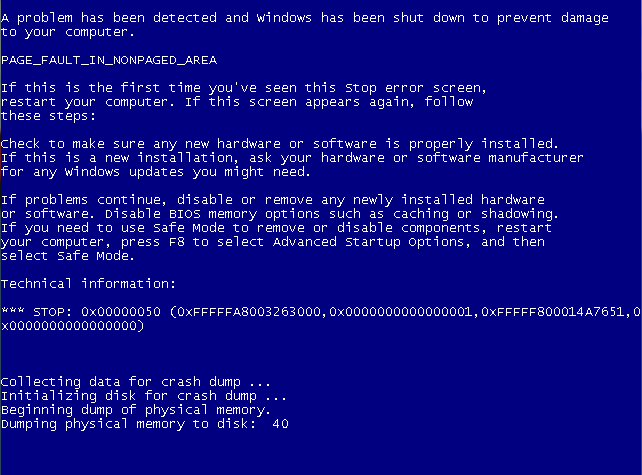 A problem has been detected and Windows has been shut down to prevent damage
to your computer.
PAGE_FAULT_IN_NONPAGED_AREA
If this is the first time you've seen this Stop error screen,
restart your computer. If this screen appears again, follow
these steps:
Check to make sure any new hardware or software is properly installed.
If this is a new installation, ask your hardware or software manufacturer
for any Windows updates you might need.
If problems continue, disable or remove any newly installed hardware
or software. Disable BIOS memory options such as caching or shadowing.
If you need to use Safe Mode to remove or disable components, restart
your computer, press F8 to select Advanced Startup Options, and then
select Safe Mode.
Technical information:
*** STOP: 0x00000050 (0xFFFFFA8003263000,0x0000000000000001,0xFFFFF800014A7651,0
x0000000000000000)
Collecting data for crash dump ...
Initializing disk for crash dump ...
Beginning dump of physical memory.
Dumping physical memory to disk:  40